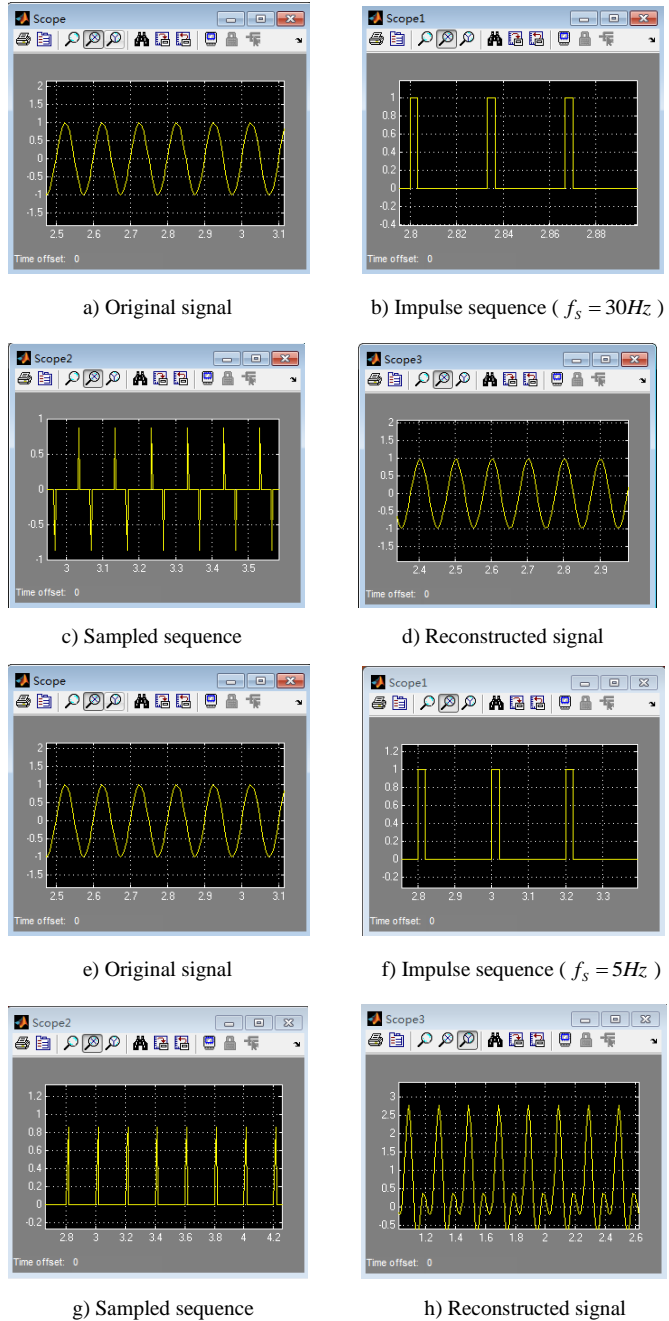 Scope
2
1.5
1
0.5
0
-0.5
-1
-1.5
2.5 2.6 2.7 2.8 2.9 3 3.1
Time offset: 0
a) Original signal
Scope1
1
0.8
0.6
0.4
0.2
0
-0.2
-0.4
2.8 2.82 2.84 2.86 2.88
Time offset: 0
b) Impulse sequence ( f_s = 30Hz )
Scope2
1
0.5
0
-0.5
-1
3 3.1 3.2 3.3 3.4 3.5
Time offset: 0
c) Sampled sequence
Scope3
2
1.5
1
0.5
0
-0.5
-1
-1.5
2.4 2.5 2.6 2.7 2.8 2.9
Time offset: 0
d) Reconstructed signal
Scope
2
1.5
1
0.5
0
-0.5
-1
-1.5
2.5 2.6 2.7 2.8 2.9 3 3.1
Time offset: 0
e) Original signal
Scope1
1.2
1
0.8
0.6
0.4
0.2
0
-0.2
2.8 2.9 3 3.1 3.2 3.3
Time offset: 0
f) Impulse sequence ( f_s = 5Hz )
Scope2
1.2
1
0.8
0.6
0.4
0.2
0
-0.2
2.8 3 3.2 3.4 3.6 3.8 4 4.2
Time offset: 0
g) Sampled sequence
Scope3
3
2.5
2
1.5
1
0.5
0
-0.5
1.2 1.4 1.6 1.8 2 2.2 2.4 2.6
Time offset: 0
h) Reconstructed signal